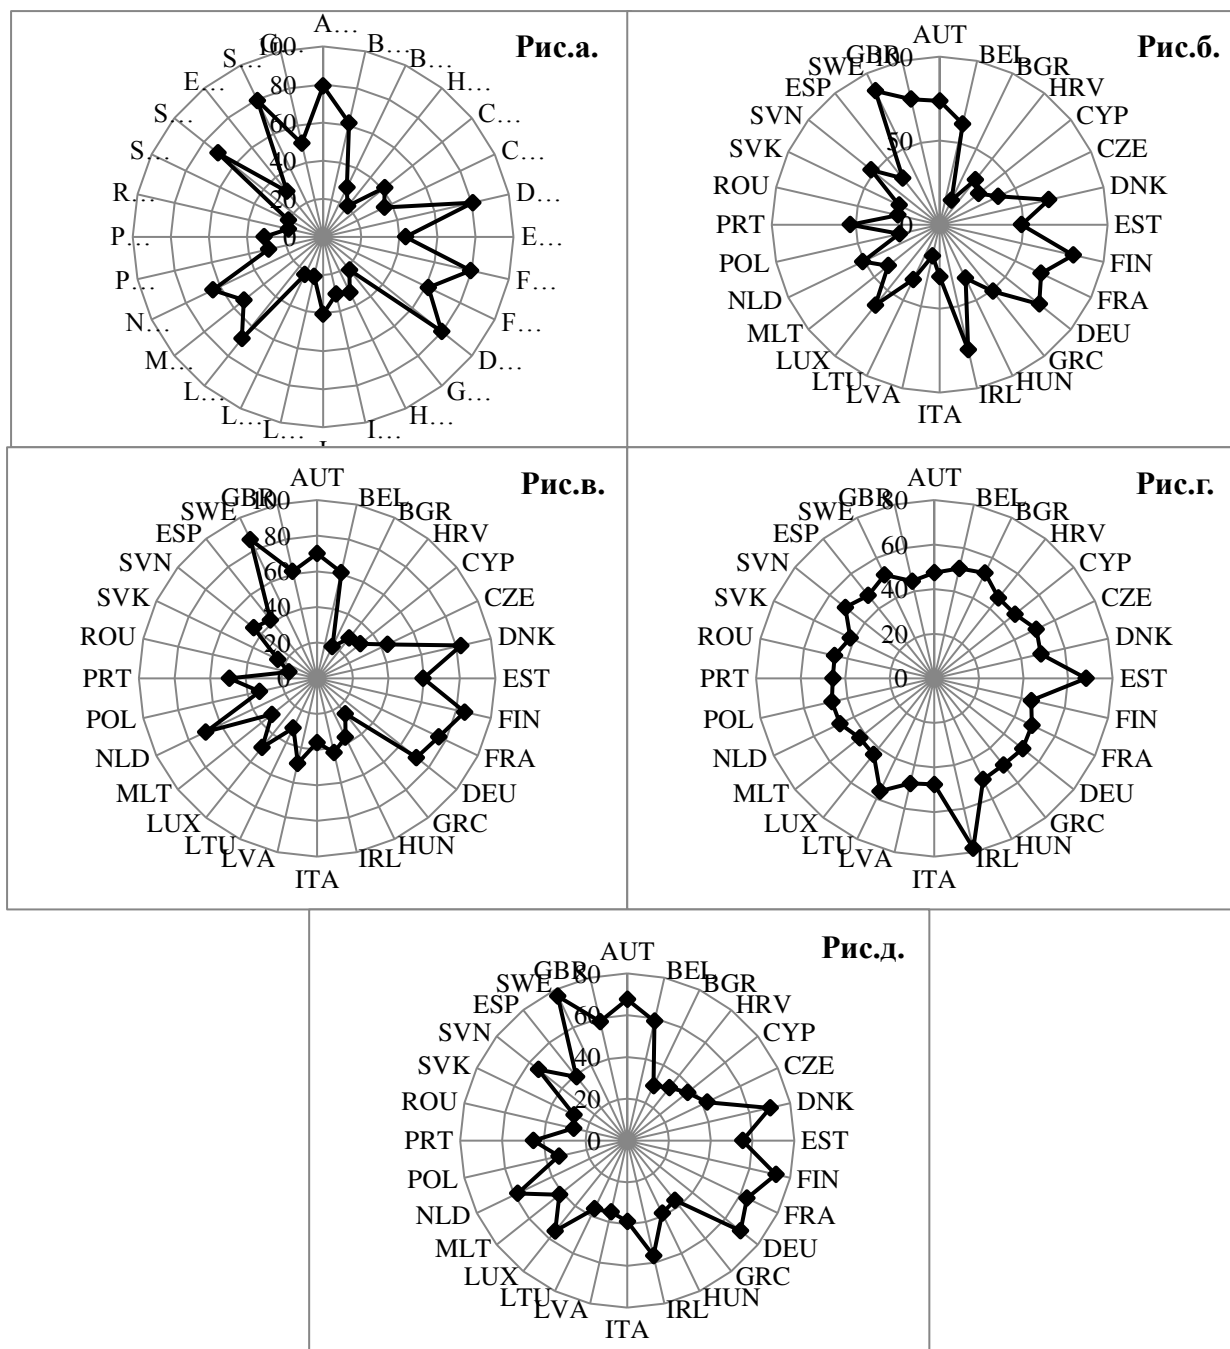 Рис.а.
A…
B…
B…
H…
C…
C…
D…
E…
F…
F…
D…
G…
H…
I…
L…
L…
L…
M…
N…
P…
P…
R…
S…
S…
E…
S…
G…
100
80
60
40
20
0
Рис.б.
AUT
BEL
BGR
HRV
CYP
CZE
DNK
EST
FIN
FRA
DEU
GRC
HUN
IRL
ITA
LVA
LTU
LUX
MLT
NLD
POL
PRT
ROU
SVK
SVN
ESP
SWE
GBR
100
50
0
Рис.в.
AUT
BEL
BGR
HRV
CYP
CZE
DNK
EST
FIN
FRA
DEU
GRC
HUN
IRL
ITA
LVA
LTU
LUX
MLT
NLD
POL
PRT
ROU
SVK
SVN
ESP
SWE
GBR
100
80
60
40
20
0
Рис.г.
AUT
BEL
BGR
HRV
CYP
CZE
DNK
EST
FIN
FRA
DEU
GRC
HUN
IRL
ITA
LVA
LTU
LUX
MLT
NLD
POL
PRT
ROU
SVK
SVN
ESP
SWE
GBR
80
60
40
20
0
Рис.д.
AUT
BEL
BGR
HRV
CYP
CZE
DNK
EST
FIN
FRA
DEU
GRC
HUN
IRL
ITA
LVA
LTU
LUX
MLT
NLD
POL
PRT
ROU
SVK
SVN
ESP
SWE
GBR
80
60
40
20
0